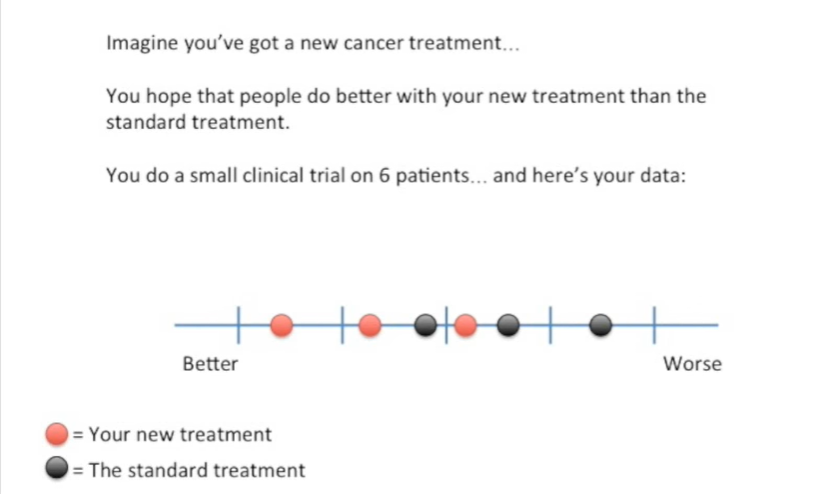 Imagine you've got a new cancer treatment…
You hope that people do better with your new treatment than the
standard treatment.
You do a small clinical trial on 6 patients… and here's your data:
Better
Worse
= Your new treatment
= The standard treatment